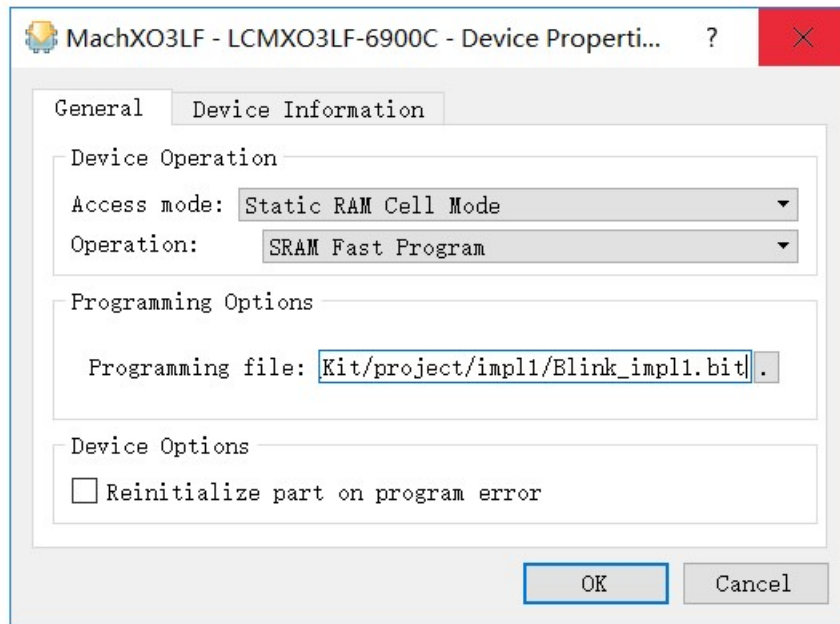 MachXO3LF - LCMXO3LF-6900C - Device Properti... ?
General Device Information
Device Operation
Access mode: Static RAM Cell Mode
Operation: SRAM Fast Program
Programming Options
Programming file: Kit/project/impl1/Blink_impl1.bit .
Device Options
Reinitialize part on program error
OK Cancel